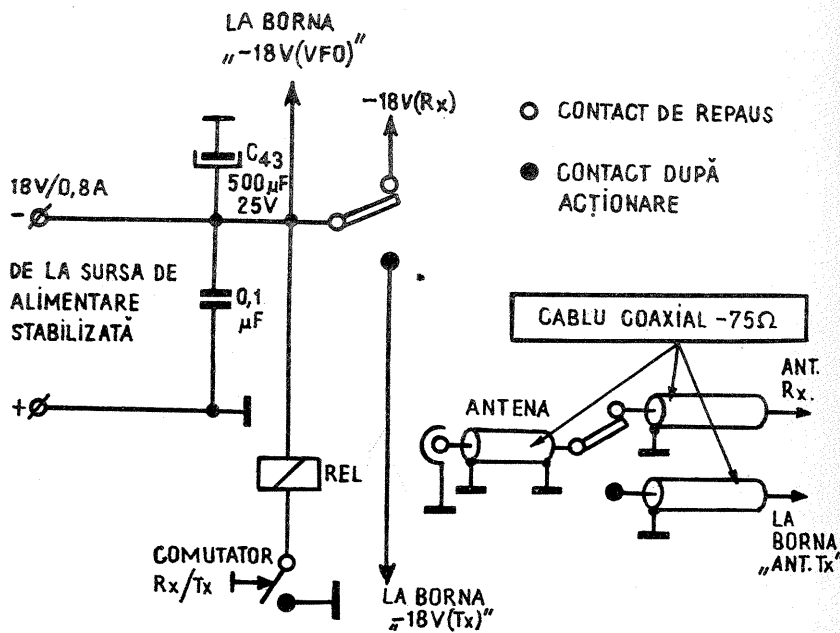 LA BORNA
„-18V(VFO)”
-18V(Rx)
CONTACT DE REPAUS
CONTACT DUPĂ
ACȚIONARE
C43
500µF
25V
18V/0,8A
-
DE LA SURSA DE
ALIMENTARE
STABILIZATĂ
0,1
µF
+
CABLU COAXIAL -75Ω
ANT.
Rx.
ANTENA
REL
COMUTATOR
Rx/Tx
LA BORNA
„-18V(Tx)”
LA
BORNA
„ANT.Tx”